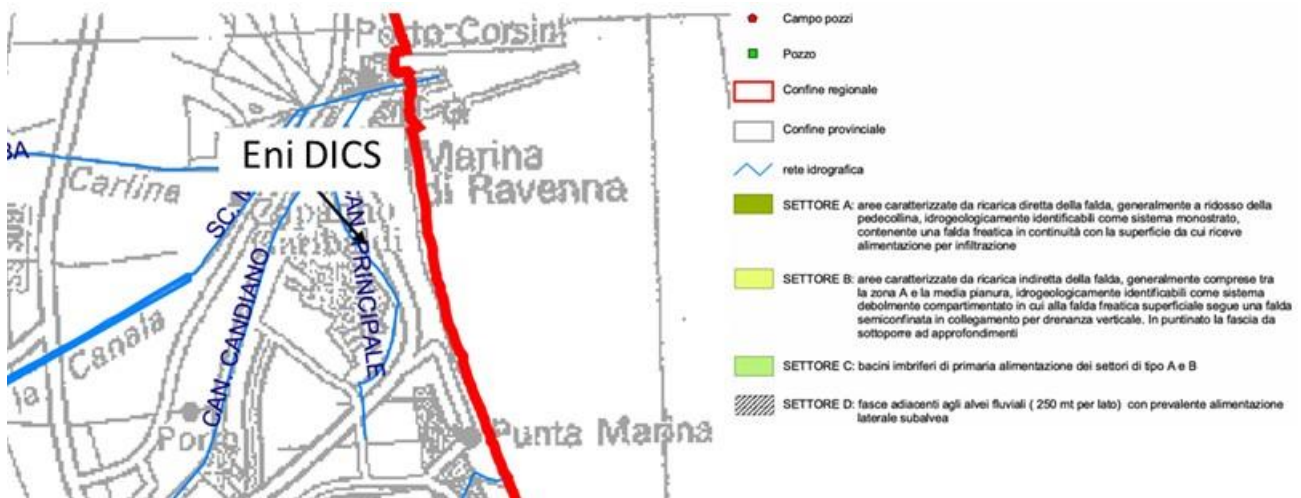 Porto Corsini
BA
Eni DICS
Marina
di Ravenna
Carlina
SC.
AN. PRINCIPALE
CAN. CANDIANO
Canala
Punta Marina
Campo pozzi
Pozzo
Confine regionale
Confine provinciale
rete idrografica
SETTORE A: aree caratterizzate da ricarica diretta della falda, generalmente a ridosso della
pedecollina, idrogeologicamente identificabili come sistema monostrato,
contenente una falda freatica in continuità con la superficie da cui riceve
alimentazione per infiltrazione
SETTORE B: aree caratterizzate da ricarica indiretta della falda, generalmente comprese tra
la zona A e la media pianura, idrogeologicamente identificabili come sistema
debolmente compartimentato in cui alla falda freatica superficiale segue una falda
semiconfinata in collegamento per drenanza verticale. In puntinato la fascia da
sottoporre ad approfondimenti
SETTORE C: bacini imbriferi di primaria alimentazione dei settori di tipo A e B
SETTORE D: fasce adiacenti agli alvei fluviali ( 250 mt per lato) con prevalente alimentazione
laterale subalvea